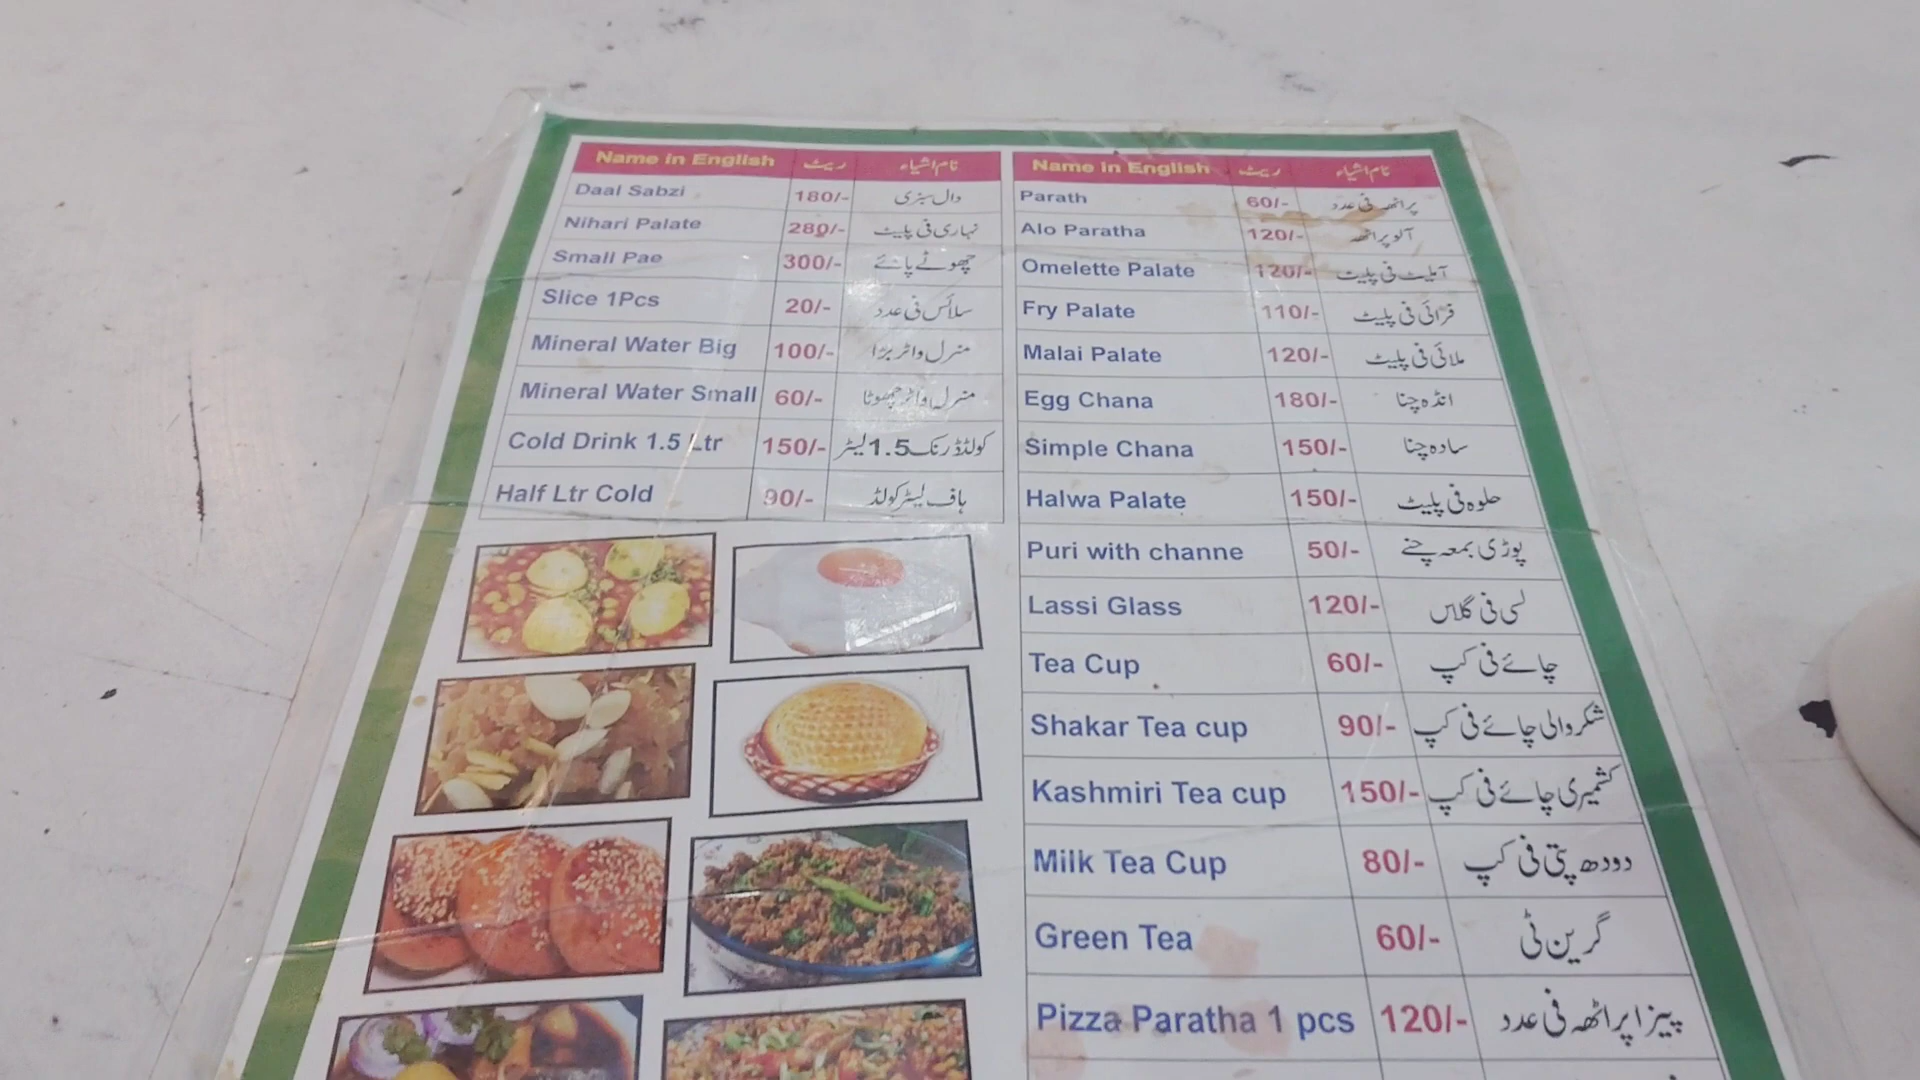 Name in English ریٹ نام اشیاء
Daal Sabzi 180/- دال سبزی
Nihari Palate 280/- نہاری فی پلیٹ
Small Pae 300/- چھوٹے پائے
Slice 1Pcs 20/- سلائس فی عدد
Mineral Water Big 100/- منرل واٹر بڑا
Mineral Water Small 60/- منرل واٹر چھوٹا
Cold Drink 1.5 Ltr 150/- کولڈڈرنک 1.5 لیٹر
Half Ltr Cold 90/- ہاف لیٹر کولڈ
Name in English ریٹ نام اشیاء
Parath 60/- پراٹھہ فی عدد
Alo Paratha 120/- آلو پراٹھہ
Omelette Palate 120/- آملیٹ فی پلیٹ
Fry Palate 110/- فرائی فی پلیٹ
Malai Palate 120/- ملائی فی پلیٹ
Egg Chana 180/- انڈہ چنا
Simple Chana 150/- سادہ چنا
Halwa Palate 150/- حلوہ فی پلیٹ
Puri with channe 50/- پوڑی بمعہ چنے
Lassi Glass 120/- لسی فی گلاس
Tea Cup 60/- چائے فی کپ
Shakar Tea cup 90/- شکر والی چائے فی کپ
Kashmiri Tea cup 150/- کشمیری چائے فی کپ
Milk Tea Cup 80/- دودھ پتی فی کپ
Green Tea 60/- گرین ٹی
Pizza Paratha 1 pcs 120/- پیزا پراٹھہ فی عدد